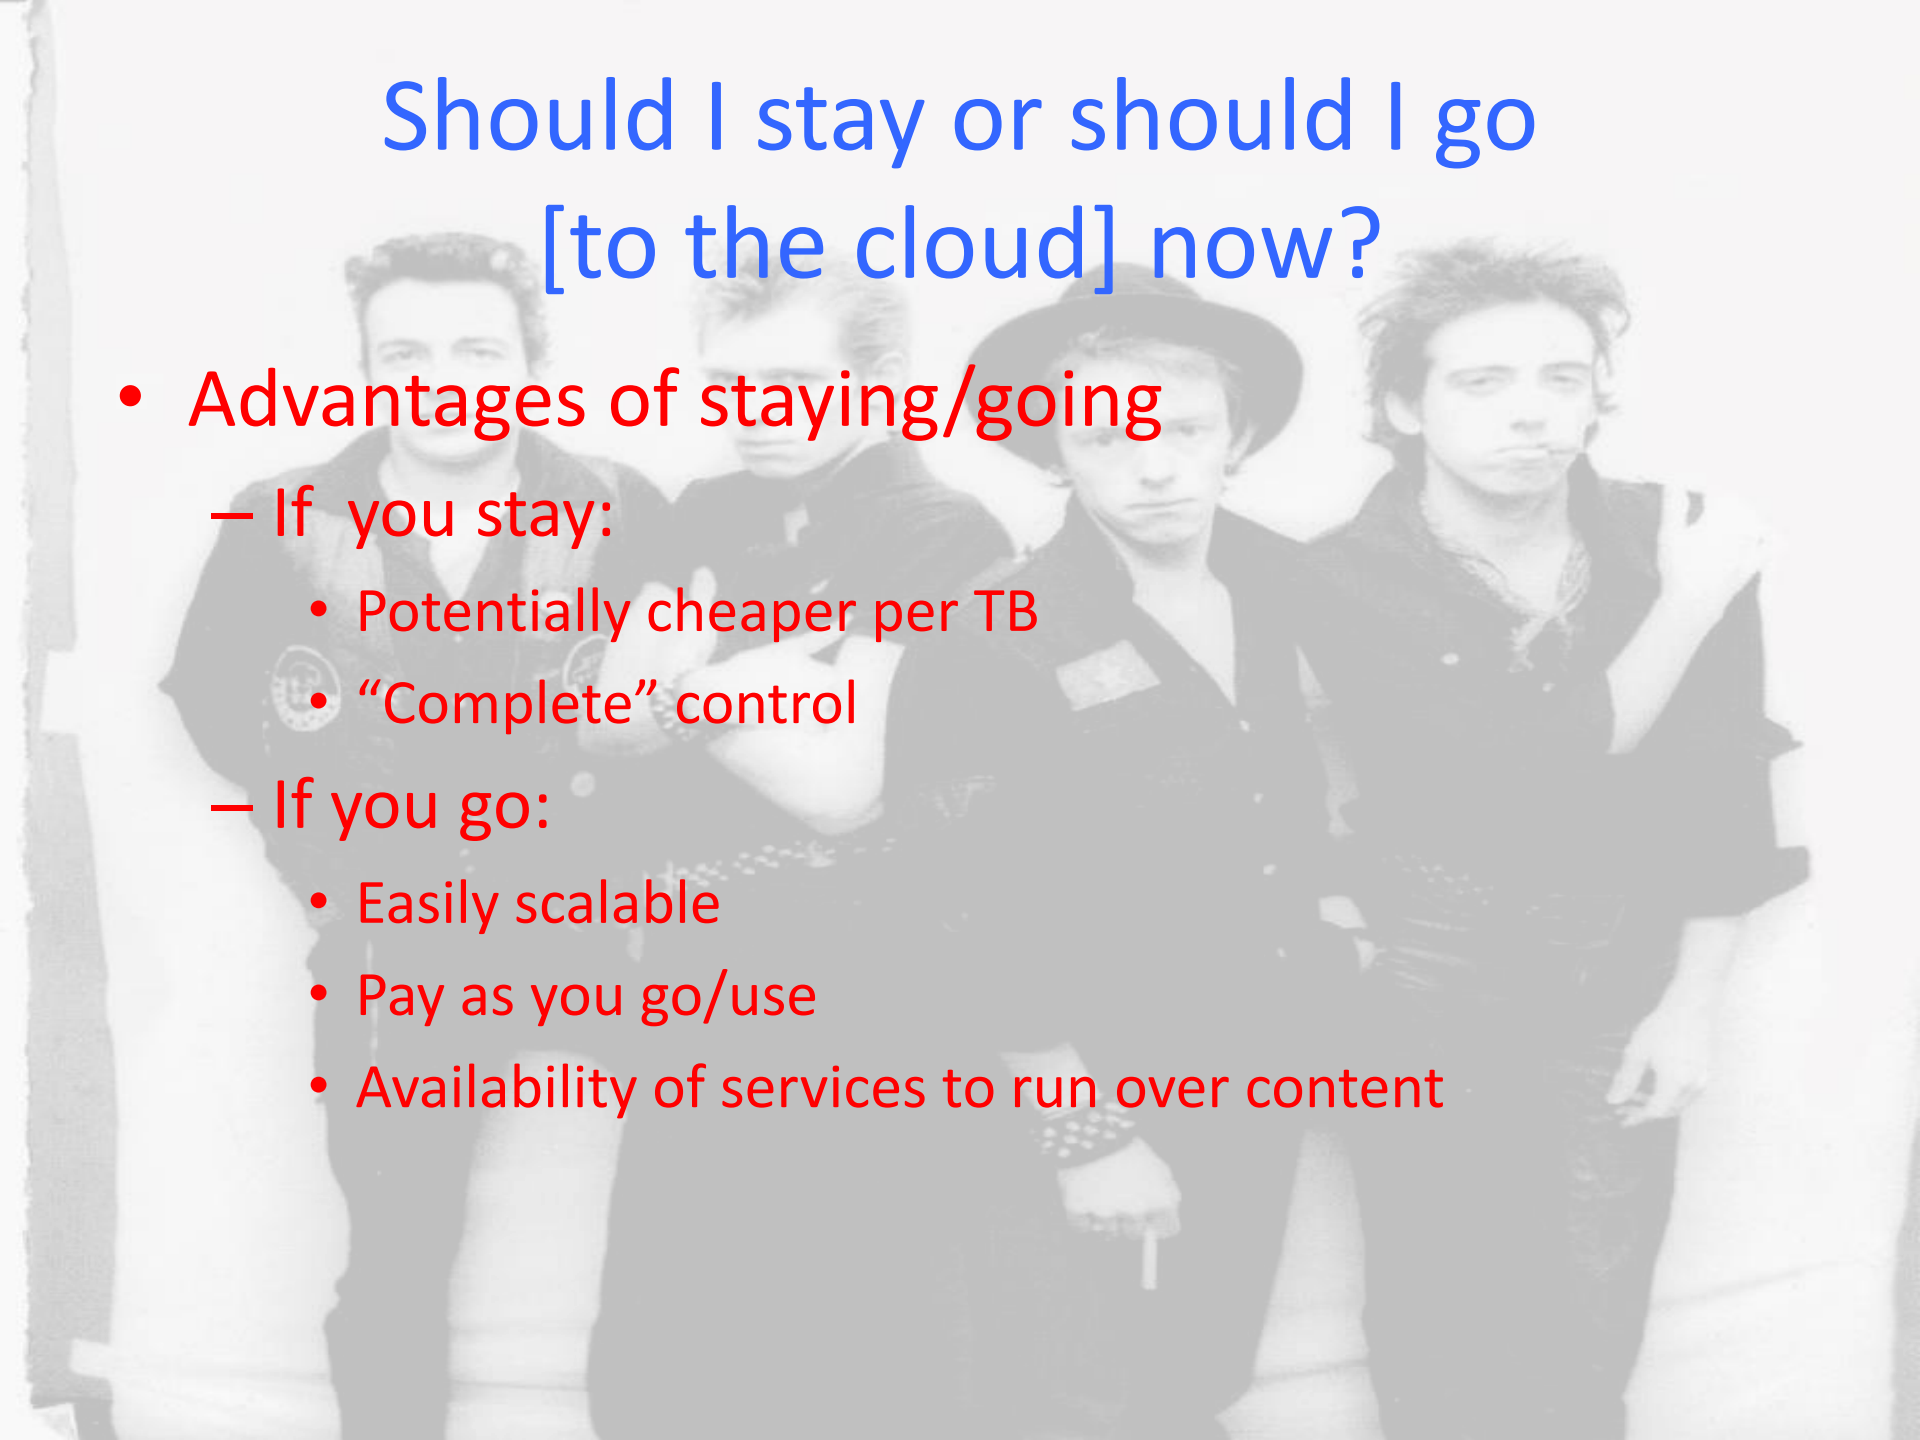 Should I stay or should I go
[to the cloud] now?
• Advantages of staying/going
– If  you stay:
• Potentially cheaper per TB
• “Complete” control
– If you go:
• Easily scalable
• Pay as you go/use
• Availability of services to run over content